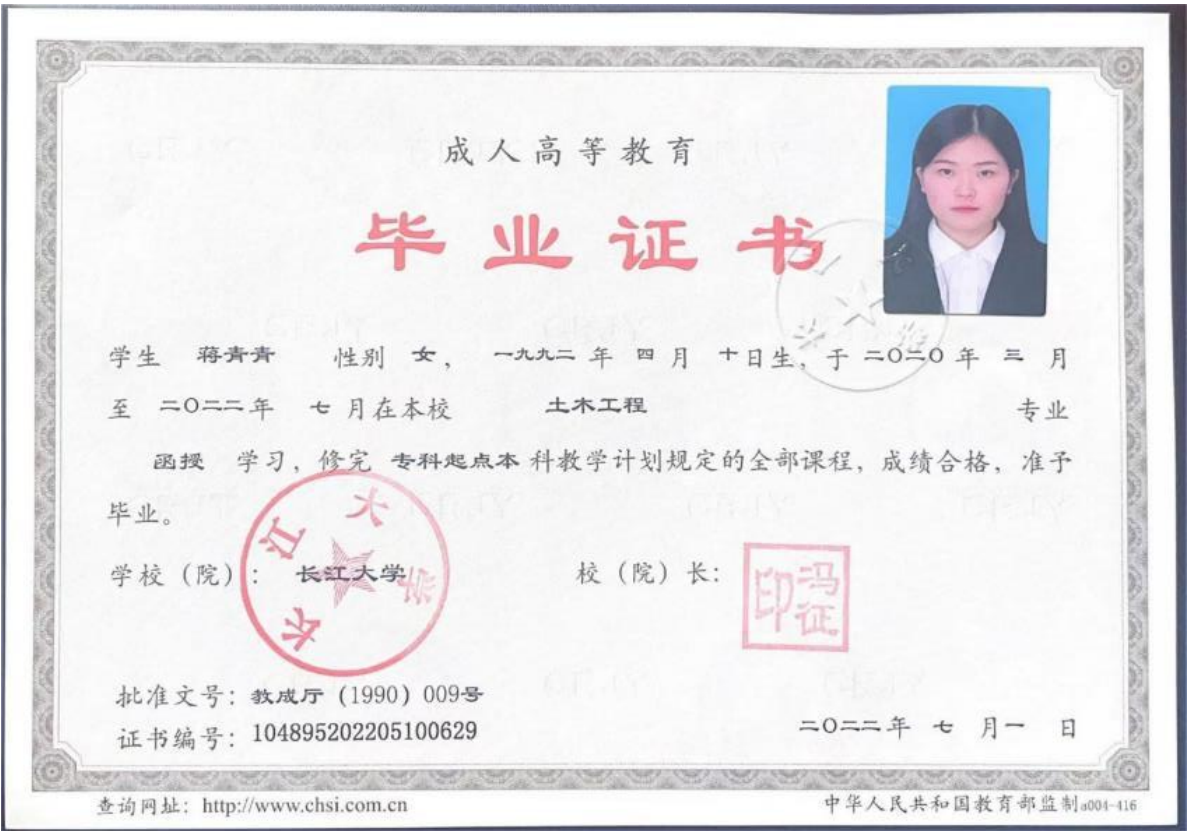 成人高等教育
毕业证书
学生 蒋青青 性别 女, 一九九二 年 四 月 十日生, 于 二〇二〇 年 三 月
至 二〇二二年 七 月在本校 土木工程 专业
函授 学习, 修完 专科起点本 科教学计划规定的全部课程, 成绩合格, 准予
毕业。
学校（院）: 长江大学 校（院）长:
长江大学
冯征印
批准文号: 教成厅 (1990) 009号
证书编号: 104895202205100629
二〇二二年 七 月一 日
查询网址: http://www.chsi.com.cn
中华人民共和国教育部监制a004-416